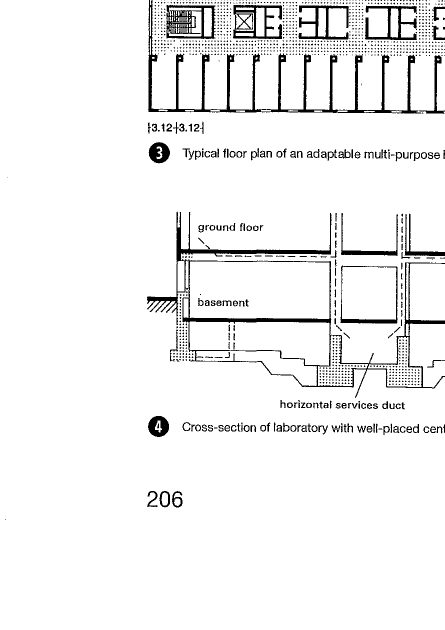 3.12 3.12
3 Typical floor plan of an adaptable multi-purpose
ground floor
basement
horizontal services duct
4 Cross-section of laboratory with well-placed cent
206